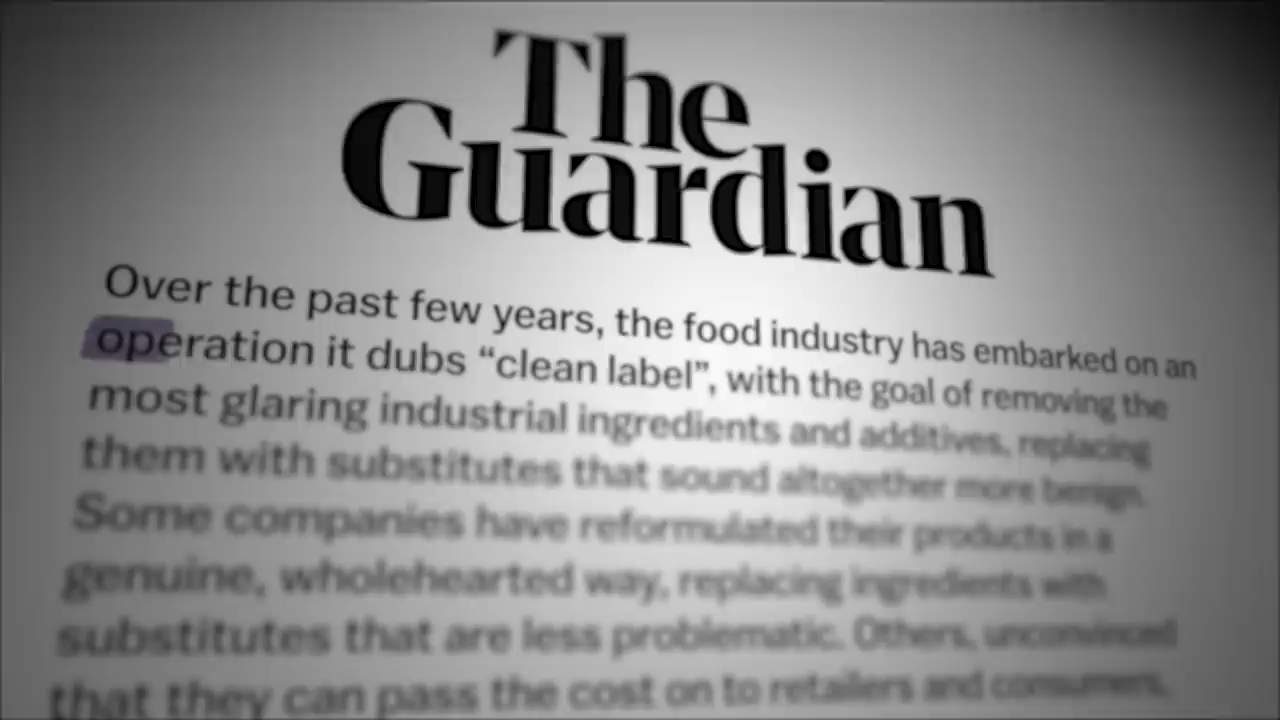 The
Guardian
Over the past few years, the food industry has embarked on an
operation it dubs “clean label”, with the goal of removing the
most glaring industrial ingredients and additives, replacing
them with substitutes that sound altogether more benign.
Some companies have reformulated their products in a
genuine, wholehearted way, replacing ingredients with
substitutes that are less problematic. Others, unconvinced
that they can pass the cost on to retailers and consumers,